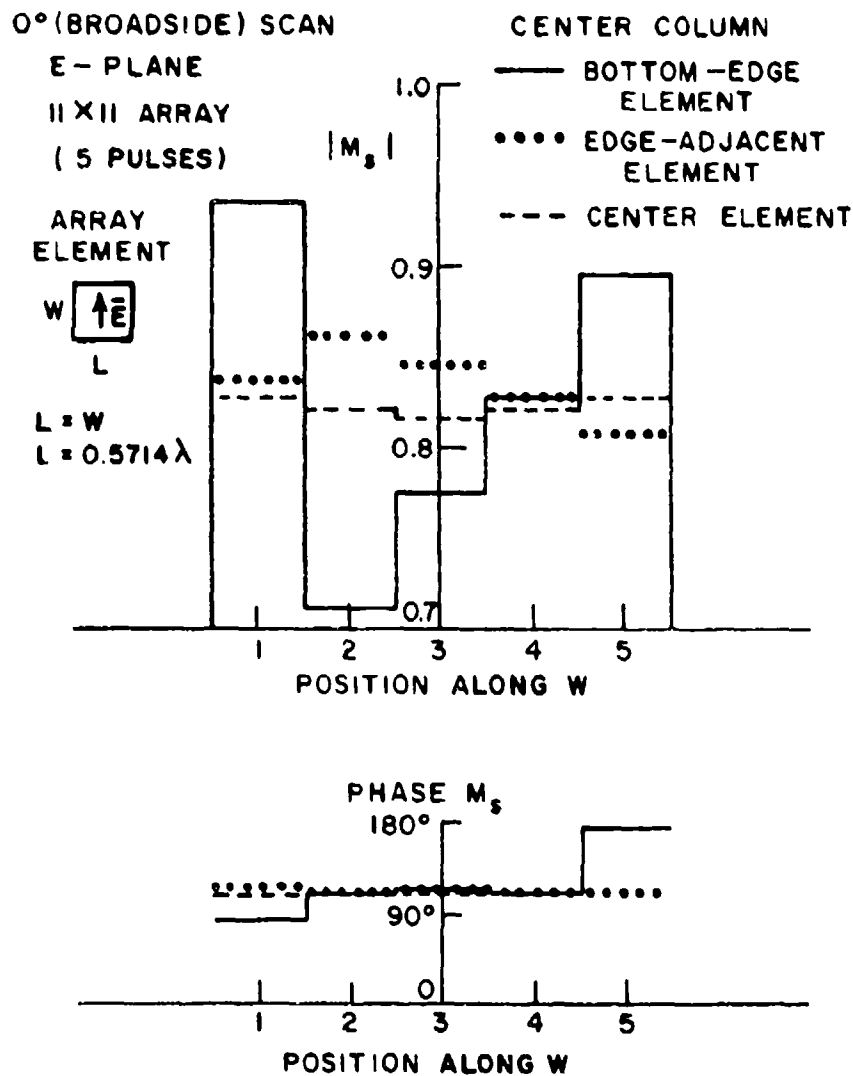 0° (BROADSIDE) SCAN
E-PLANE
11×11 ARRAY
(5 PULSES)
ARRAY
ELEMENT
W
Ē
L
L = W
L = 0.5714λ
CENTER COLUMN
BOTTOM-EDGE
ELEMENT
EDGE-ADJACENT
ELEMENT
CENTER ELEMENT
|Ms|
1.0
0.9
0.8
0.7
1 2 3 4 5
POSITION ALONG W
PHASE Ms
180°
90°
0
1 2 3 4 5
POSITION ALONG W